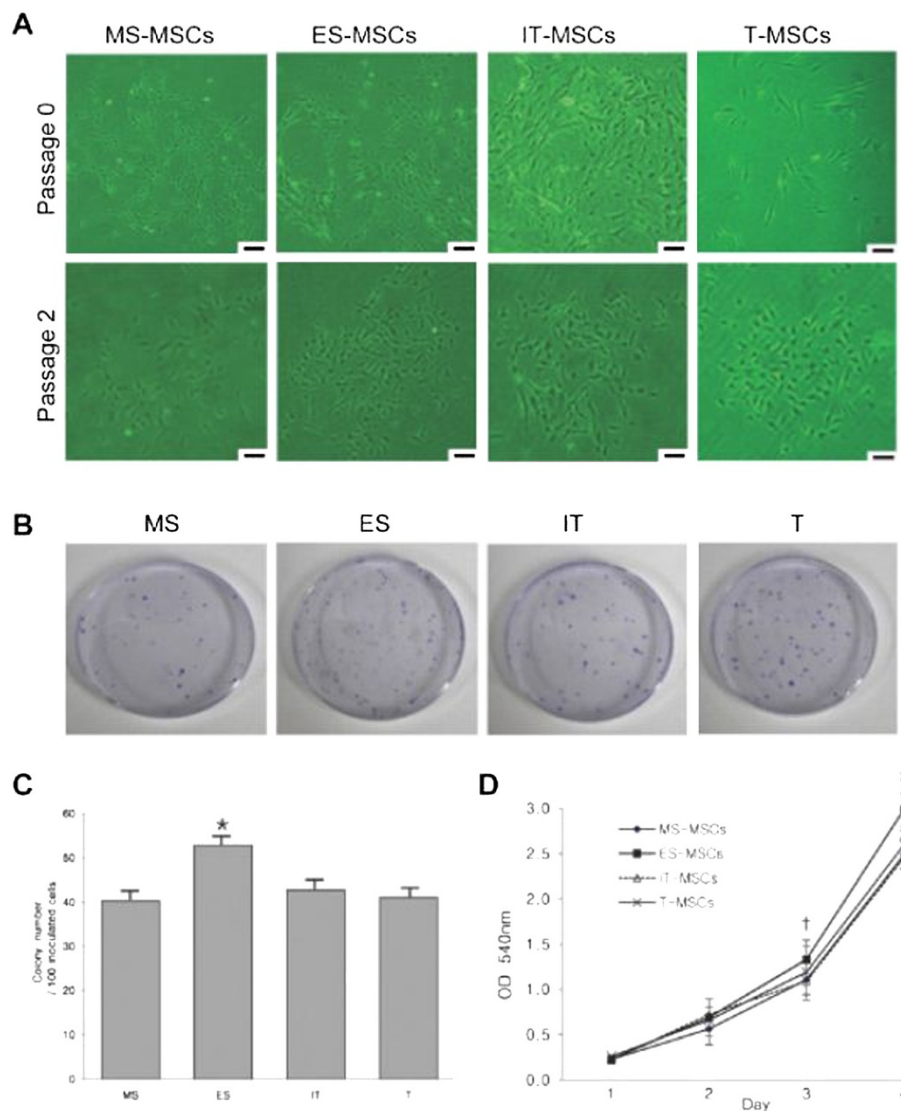 A
MS-MSCs ES-MSCs IT-MSCs T-MSCs
Passage 0
Passage 2
B
MS ES IT T
C
Colony number
/ 100 inoculated cells
60
50
40
30
20
10
0
MS ES IT T
D
OD 540nm
3.0
2.5
2.0
1.5
1.0
0.5
0.0
MS-MSCs
ES-MSCs
IT-MSCs
T-MSCs
†
1 2 3
Day